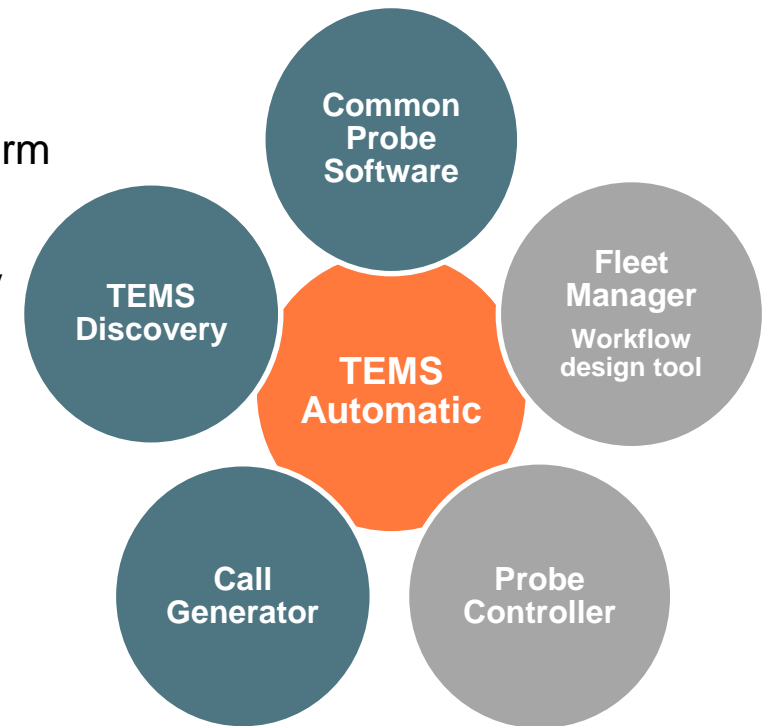 Common
Probe
Software
Fleet
Manager
Workflow
design tool
TEMS
Discovery
TEMS
Automatic
Call
Generator
Probe
Controller